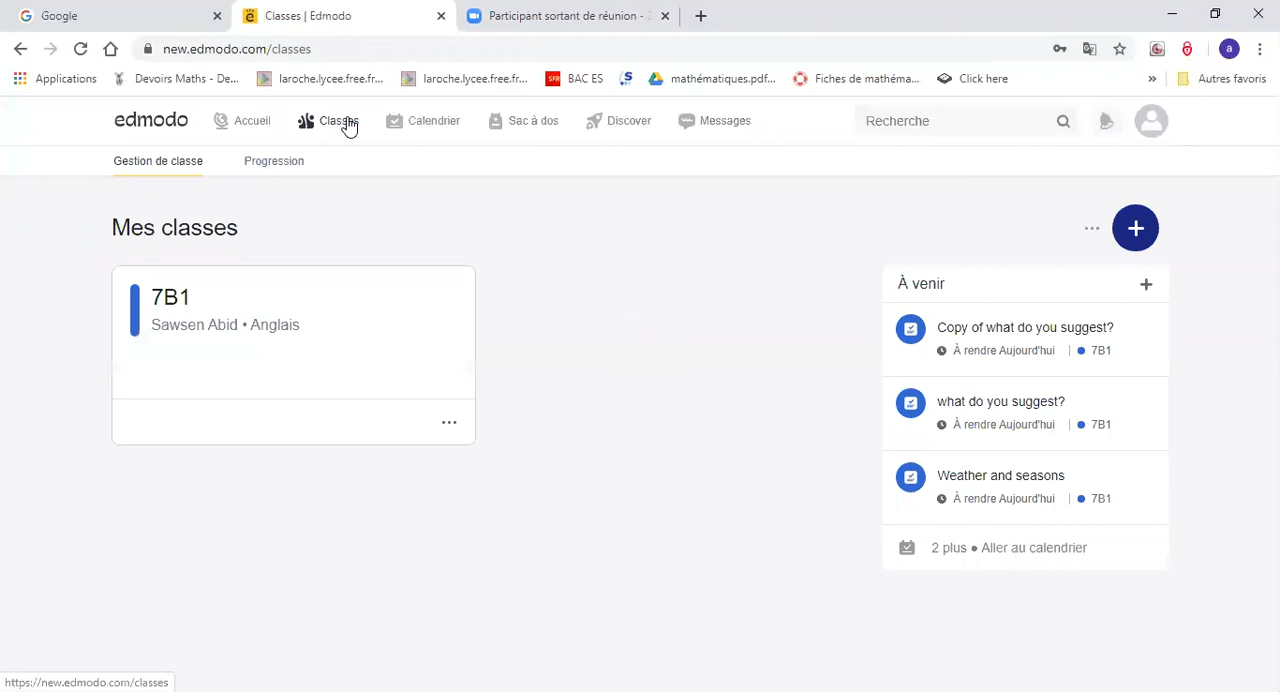 Google
Classes | Edmodo
Participant sortant de réunion -
new.edmodo.com/classes
a
Applications
Devoirs Maths - De...
laroche.lycee.free.fr...
laroche.lycee.free.fr...
SFR
BAC ES
mathématiques.pdf...
Fiches de mathéma...
Click here
»
Autres favoris
edmodo
Accueil
Classes
Calendrier
Sac à dos
Discover
Messages
Recherche
Gestion de classe
Progression
Mes classes
7B1
Sawsen Abid • Anglais
À venir
Copy of what do you suggest?
À rendre Aujourd'hui | 7B1
what do you suggest?
À rendre Aujourd'hui | 7B1
Weather and seasons
À rendre Aujourd'hui | 7B1
2 plus ● Aller au calendrier
https://new.edmodo.com/classes